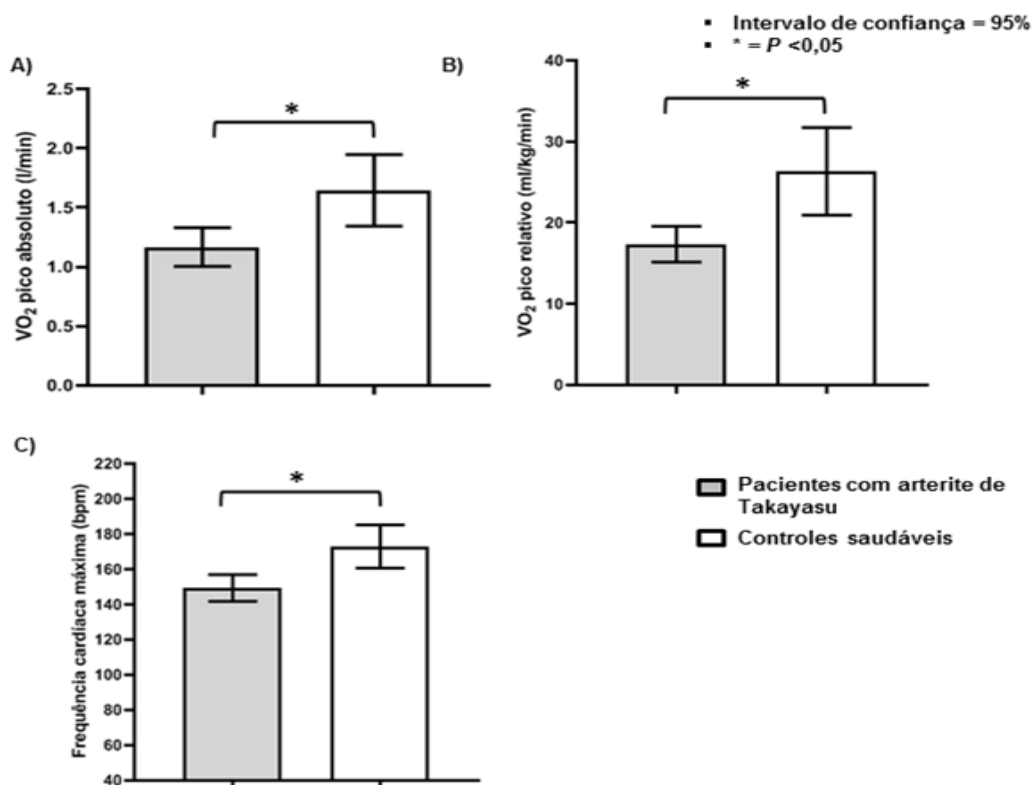 ▪ Intervalo de confiança = 95%
▪ * = P <0,05
A)
VO2 pico absoluto (l/min)
2.5
2.0
1.5
1.0
0.5
0.0
*
B)
VO2 pico relativo (ml/kg/min)
40
30
20
10
0
*
C)
Frequência cardíaca máxima (bpm)
220
200
180
160
140
120
100
80
60
40
*
Pacientes com arterite de
Takayasu
Controles saudáveis